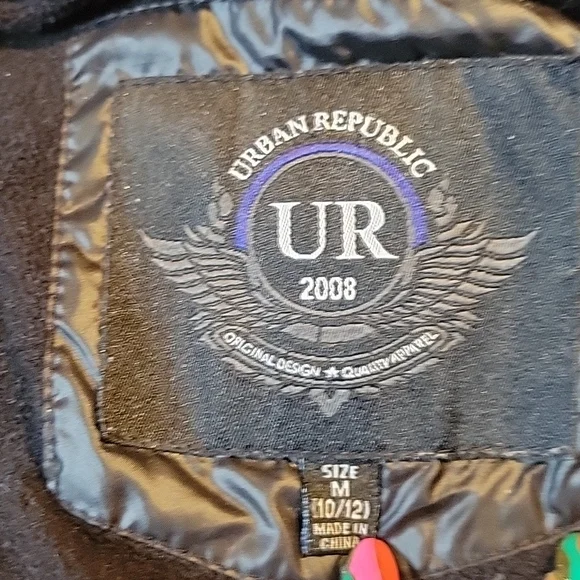 URBAN REPUBLIC
UR
2008
ORIGINAL DESIGN ★ QUALITY APPAREL
SIZE
M
(10/12)
MADE IN
CHINA